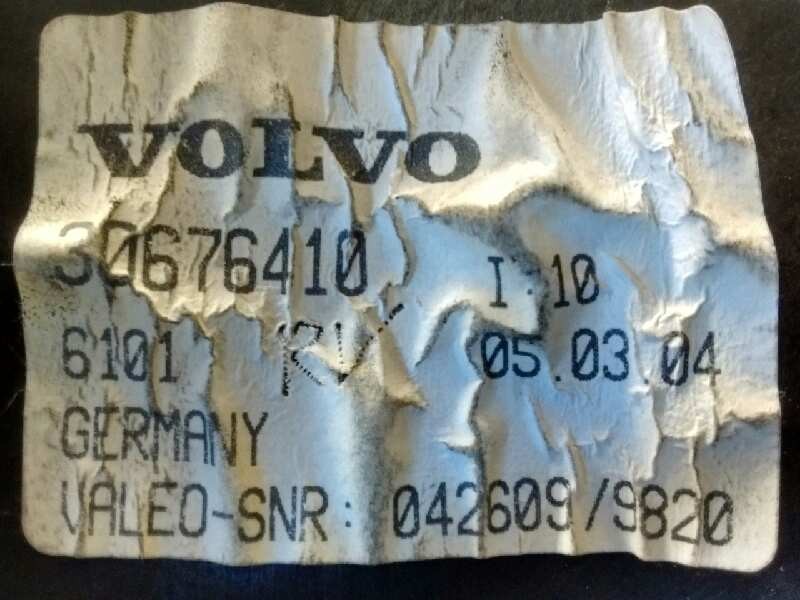 VOLVO
30676410 I:10
6101 RV 05.03.04
GERMANY
VALEO-SNR: 042609/9820